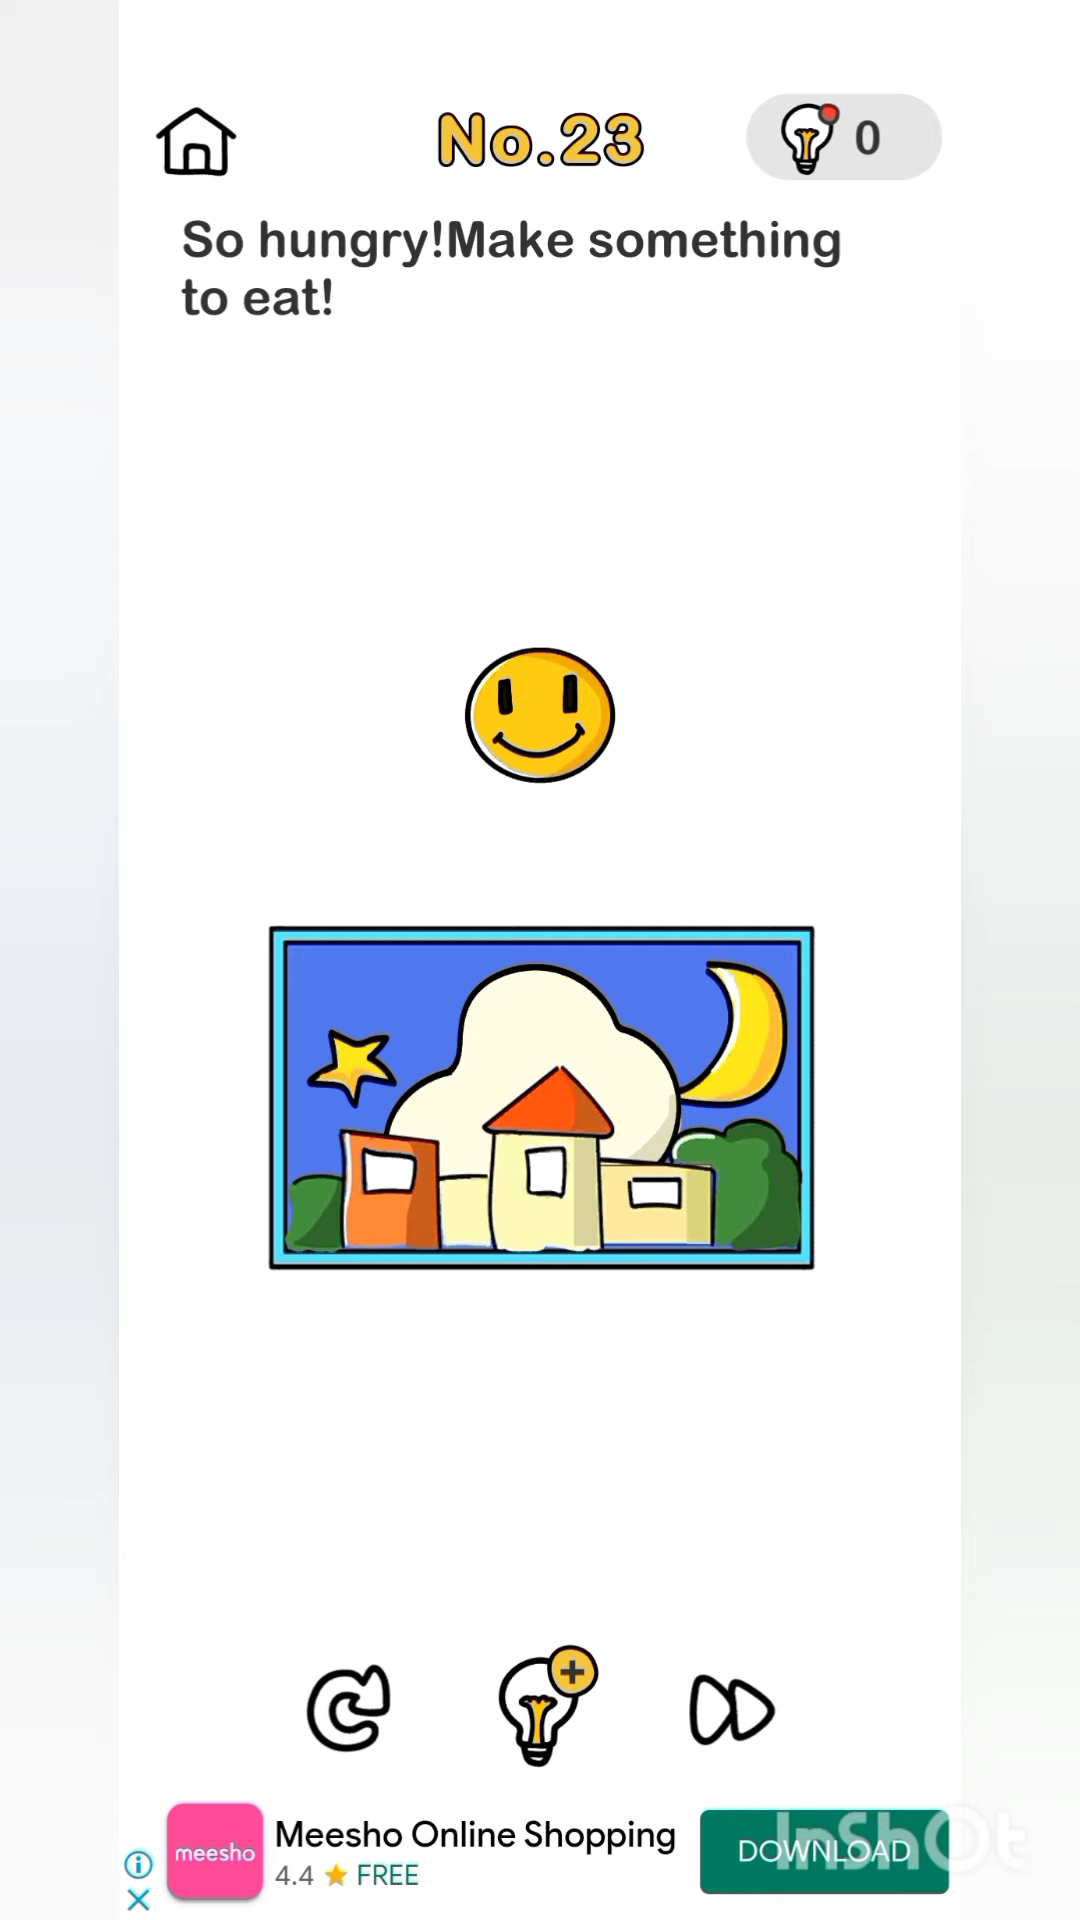 No.23
0
So hungry!Make something
to eat!
Meesho Online Shopping
meesho
4.4 ★ FREE
DOWNLOAD
InShOt